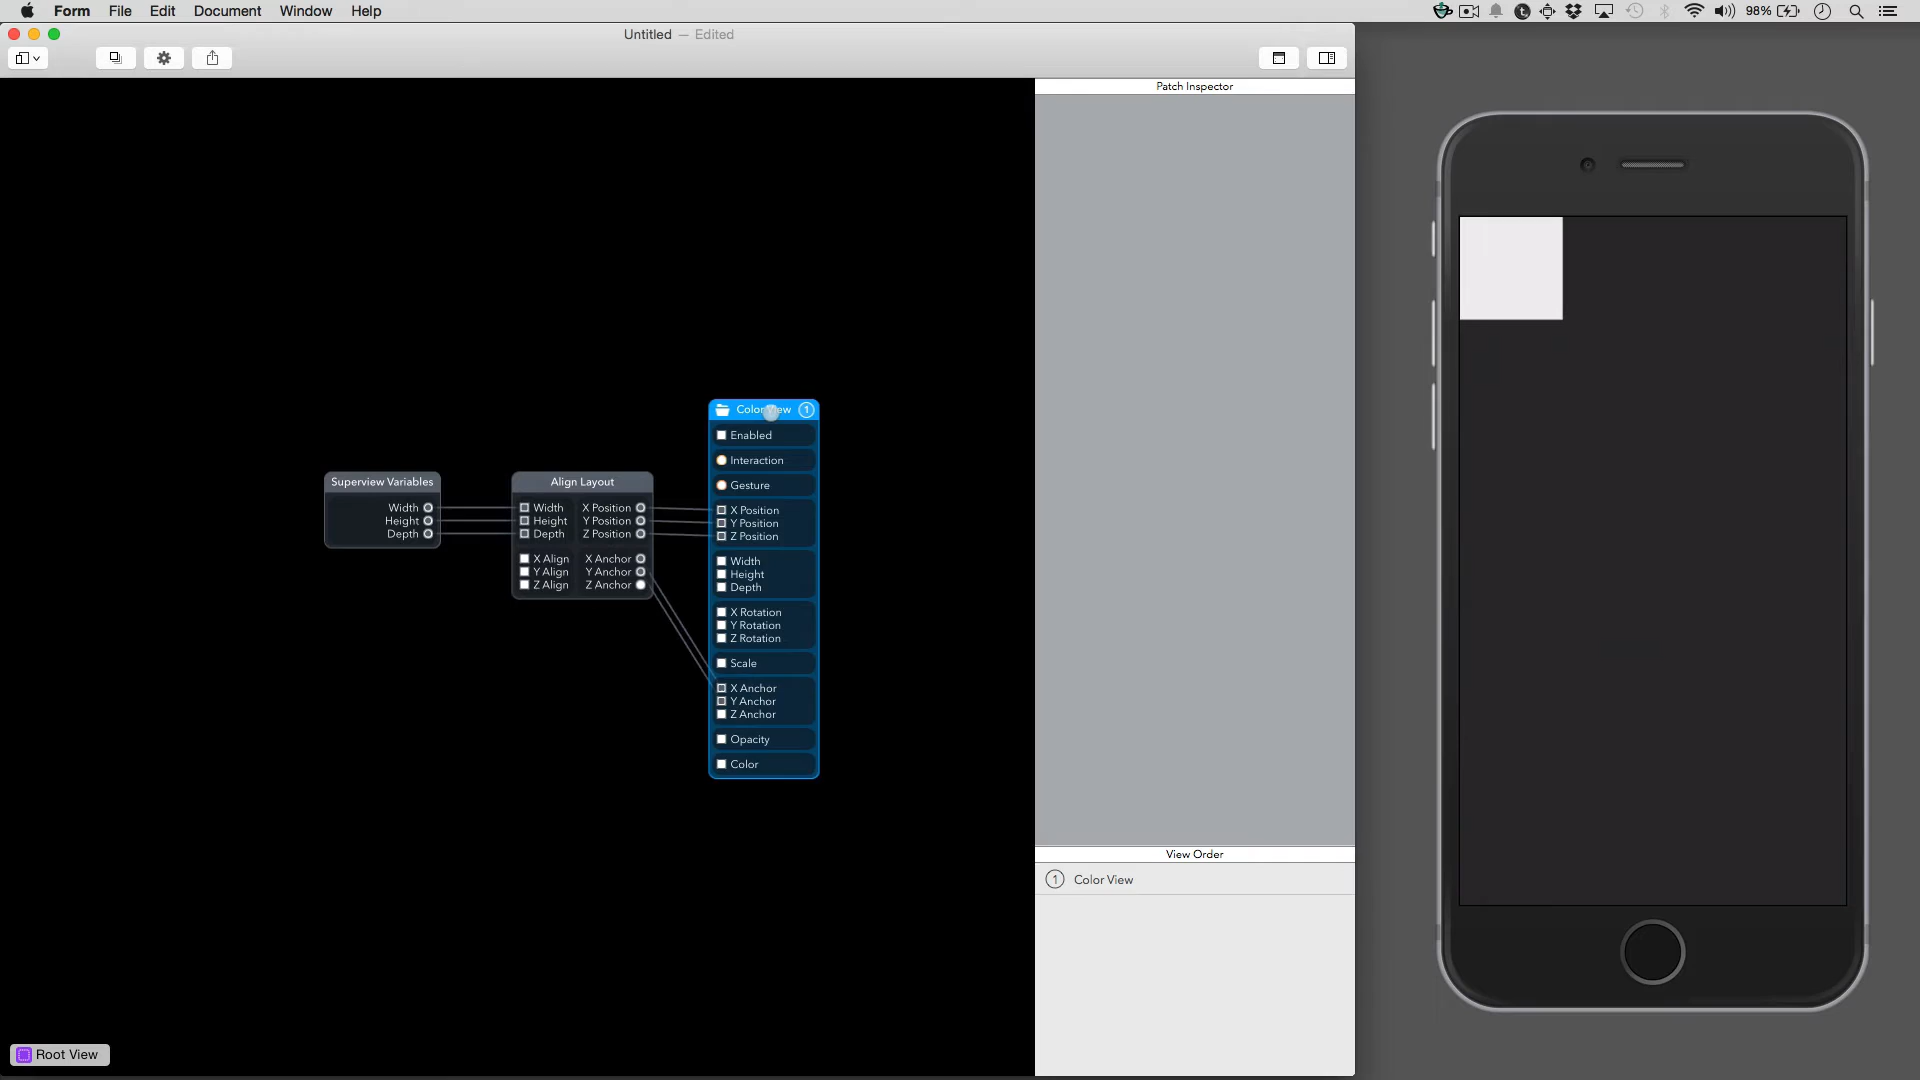 Form File Edit Document Window Help
98%
Untitled — Edited
Patch Inspector
Color View 1
Enabled
Interaction
Gesture
X Position
Y Position
Z Position
Width
Height
Depth
X Rotation
Y Rotation
Z Rotation
Scale
X Anchor
Y Anchor
Z Anchor
Opacity
Color
Superview Variables
Width
Height
Depth
Align Layout
Width X Position
Height Y Position
Depth Z Position
X Align X Anchor
Y Align Y Anchor
Z Align Z Anchor
View Order
1 Color View
Root View